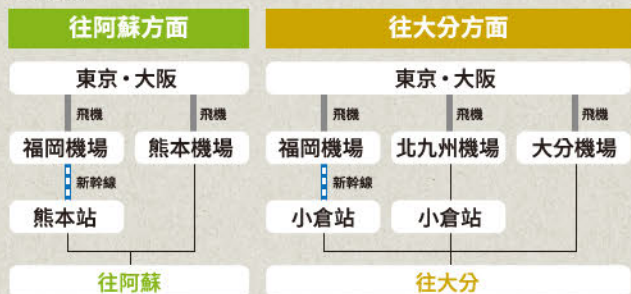 往阿蘇方面
東京・大阪
飛機 飛機
福岡機場 熊本機場
新幹線
熊本站
往阿蘇
往大分方面
東京・大阪
飛機 飛機 飛機
福岡機場 北九州機場 大分機場
新幹線
小倉站 小倉站
往大分